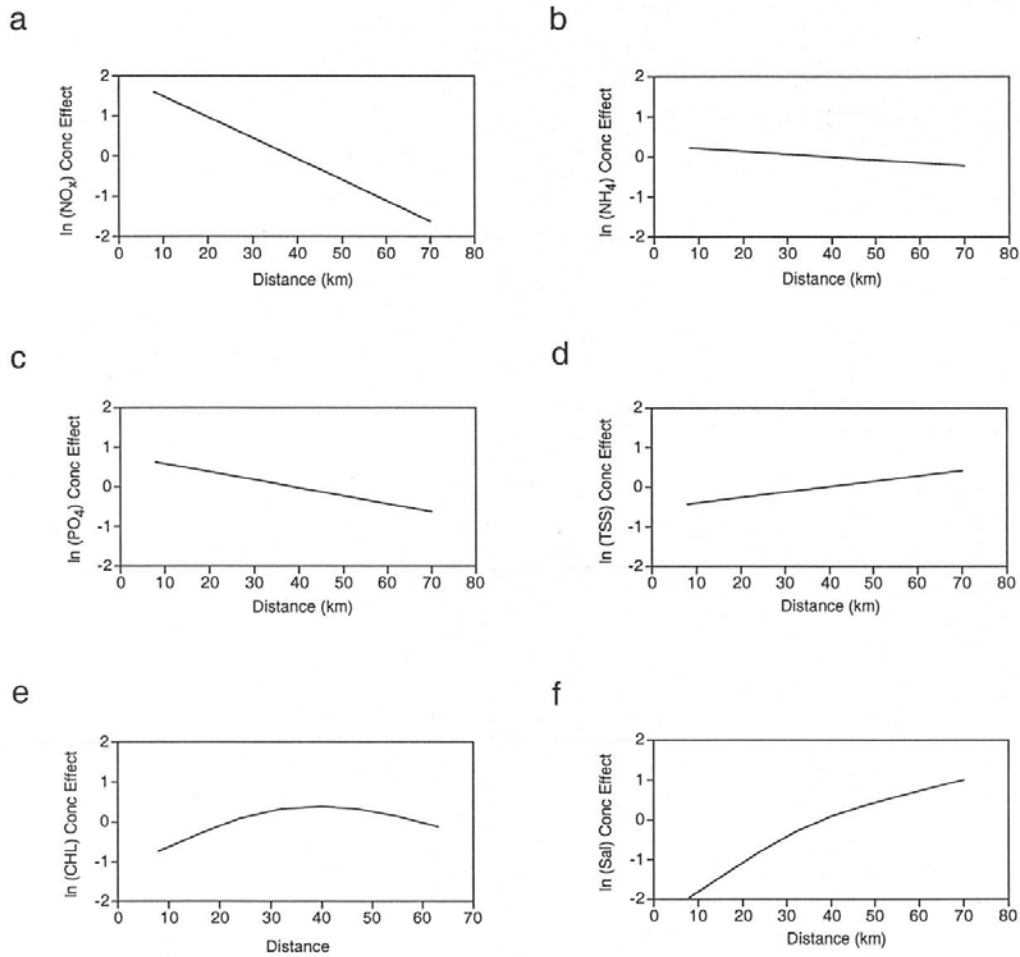 a
ln (NOx) Conc Effect
2
1
0
-1
-2
0 10 20 30 40 50 60 70 80
Distance (km)
b
ln (NH4) Conc Effect
2
1
0
-1
-2
0 10 20 30 40 50 60 70 80
Distance (km)
c
ln (PO4) Conc Effect
2
1
0
-1
-2
0 10 20 30 40 50 60 70 80
Distance (km)
d
ln (TSS) Conc Effect
2
1
0
-1
-2
0 10 20 30 40 50 60 70 80
Distance (km)
e
ln (CHL) Conc Effect
2
1
0
-1
-2
0 10 20 30 40 50 60 70
Distance
f
ln (Sal) Conc Effect
2
1
0
-1
-2
0 10 20 30 40 50 60 70 80
Distance (km)